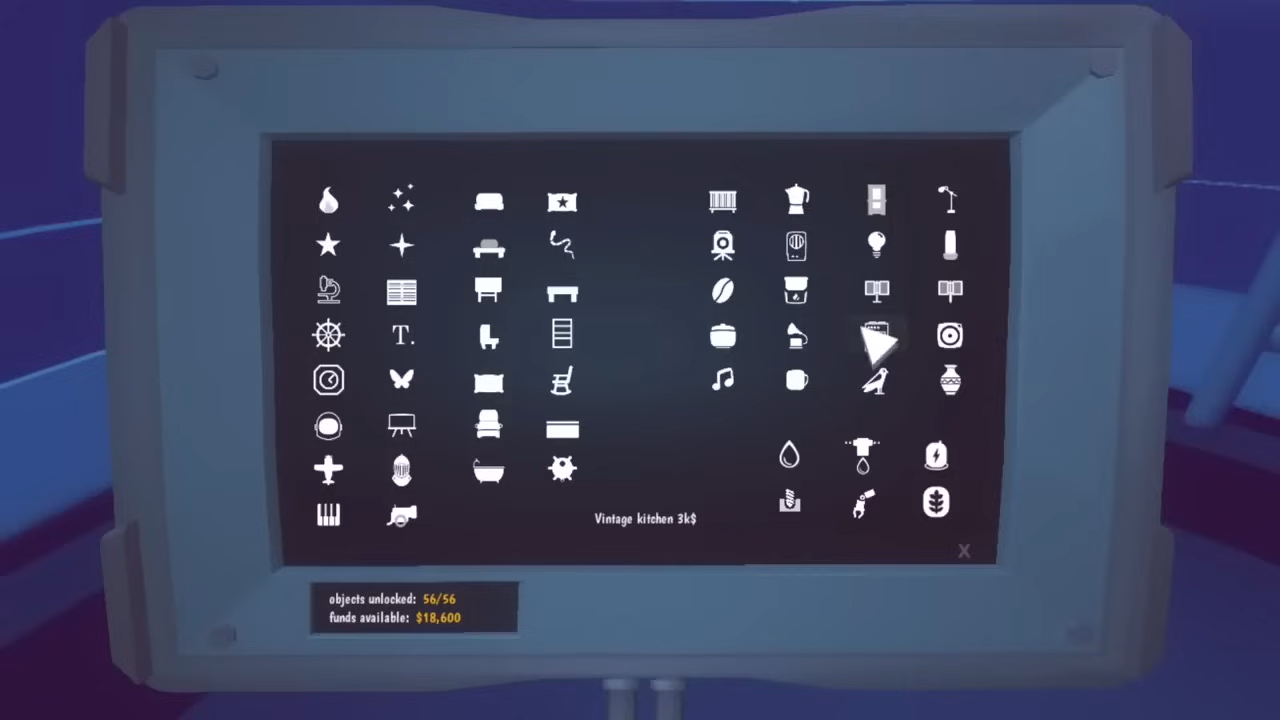 T.
Vintage kitchen 3k$
X
objects unlocked: 56/56
funds available: $18,600